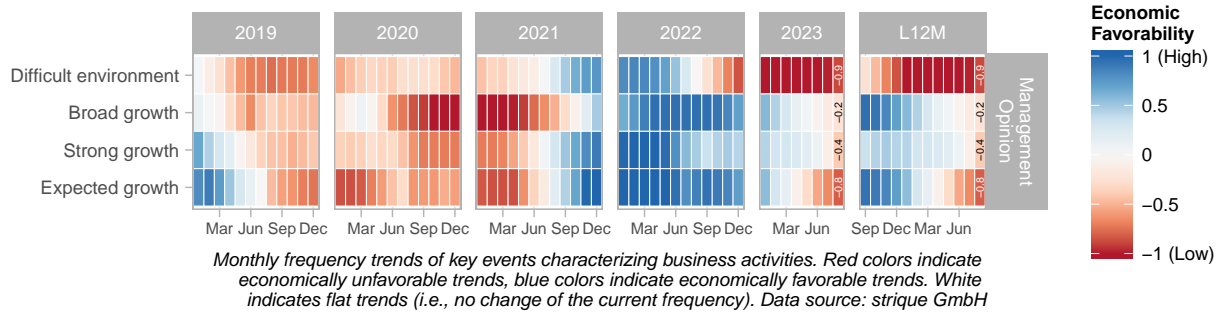 2019 2020 2021 2022 2023 L12M
Difficult environment
Broad growth
Strong growth
Expected growth
−0.9 −0.9
−0.2 −0.2
−0.4 −0.4
−0.8 −0.8
Management
Opinion
Mar Jun Sep Dec Mar Jun Sep Dec Mar Jun Sep Dec Mar Jun Sep Dec Mar Jun Sep Dec Mar Jun
Economic
Favorability
1 (High)
0.5
0
−0.5
−1 (Low)
Monthly frequency trends of key events characterizing business activities. Red colors indicate
economically unfavorable trends, blue colors indicate economically favorable trends. White
indicates flat trends (i.e., no change of the current frequency). Data source: strique GmbH